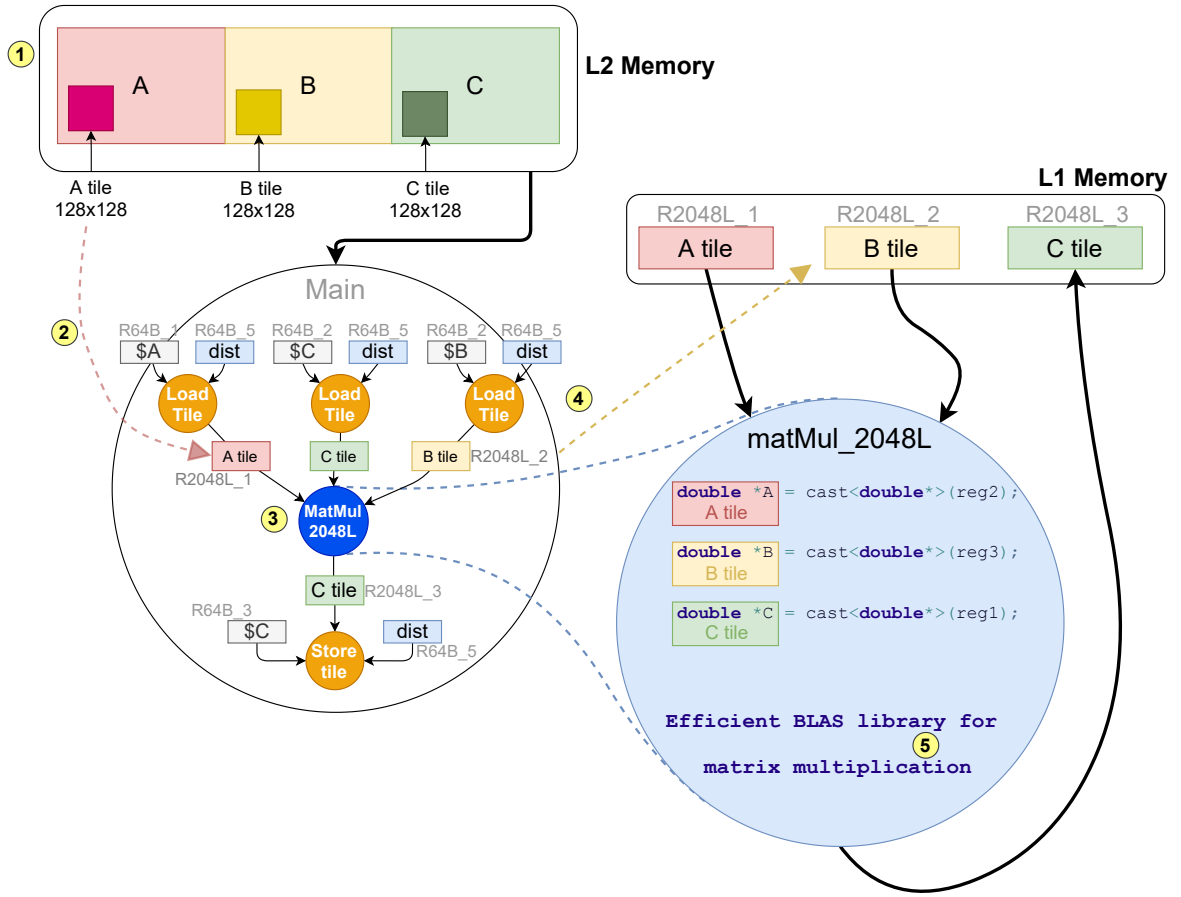 1
A
B
C
L2 Memory
A tile
128x128
B tile
128x128
C tile
128x128
L1 Memory
R2048L_1
R2048L_2
R2048L_3
A tile
B tile
C tile
Main
2
R64B_1
R64B_5
R64B_2
R64B_5
R64B_2
R64B_5
$A
dist
$C
dist
$B
dist
Load
Tile
Load
Tile
Load
Tile
4
A tile
C tile
B tile
R2048L_2
R2048L_1
3
MatMul
2048L
C tile
R2048L_3
R64B_3
$C
dist
R64B_5
Store
tile
matMul_2048L
double *A = cast<double*>(reg2);
A tile
double *B = cast<double*>(reg3);
B tile
double *C = cast<double*>(reg1);
C tile
Efficient BLAS library for
5
matrix multiplication